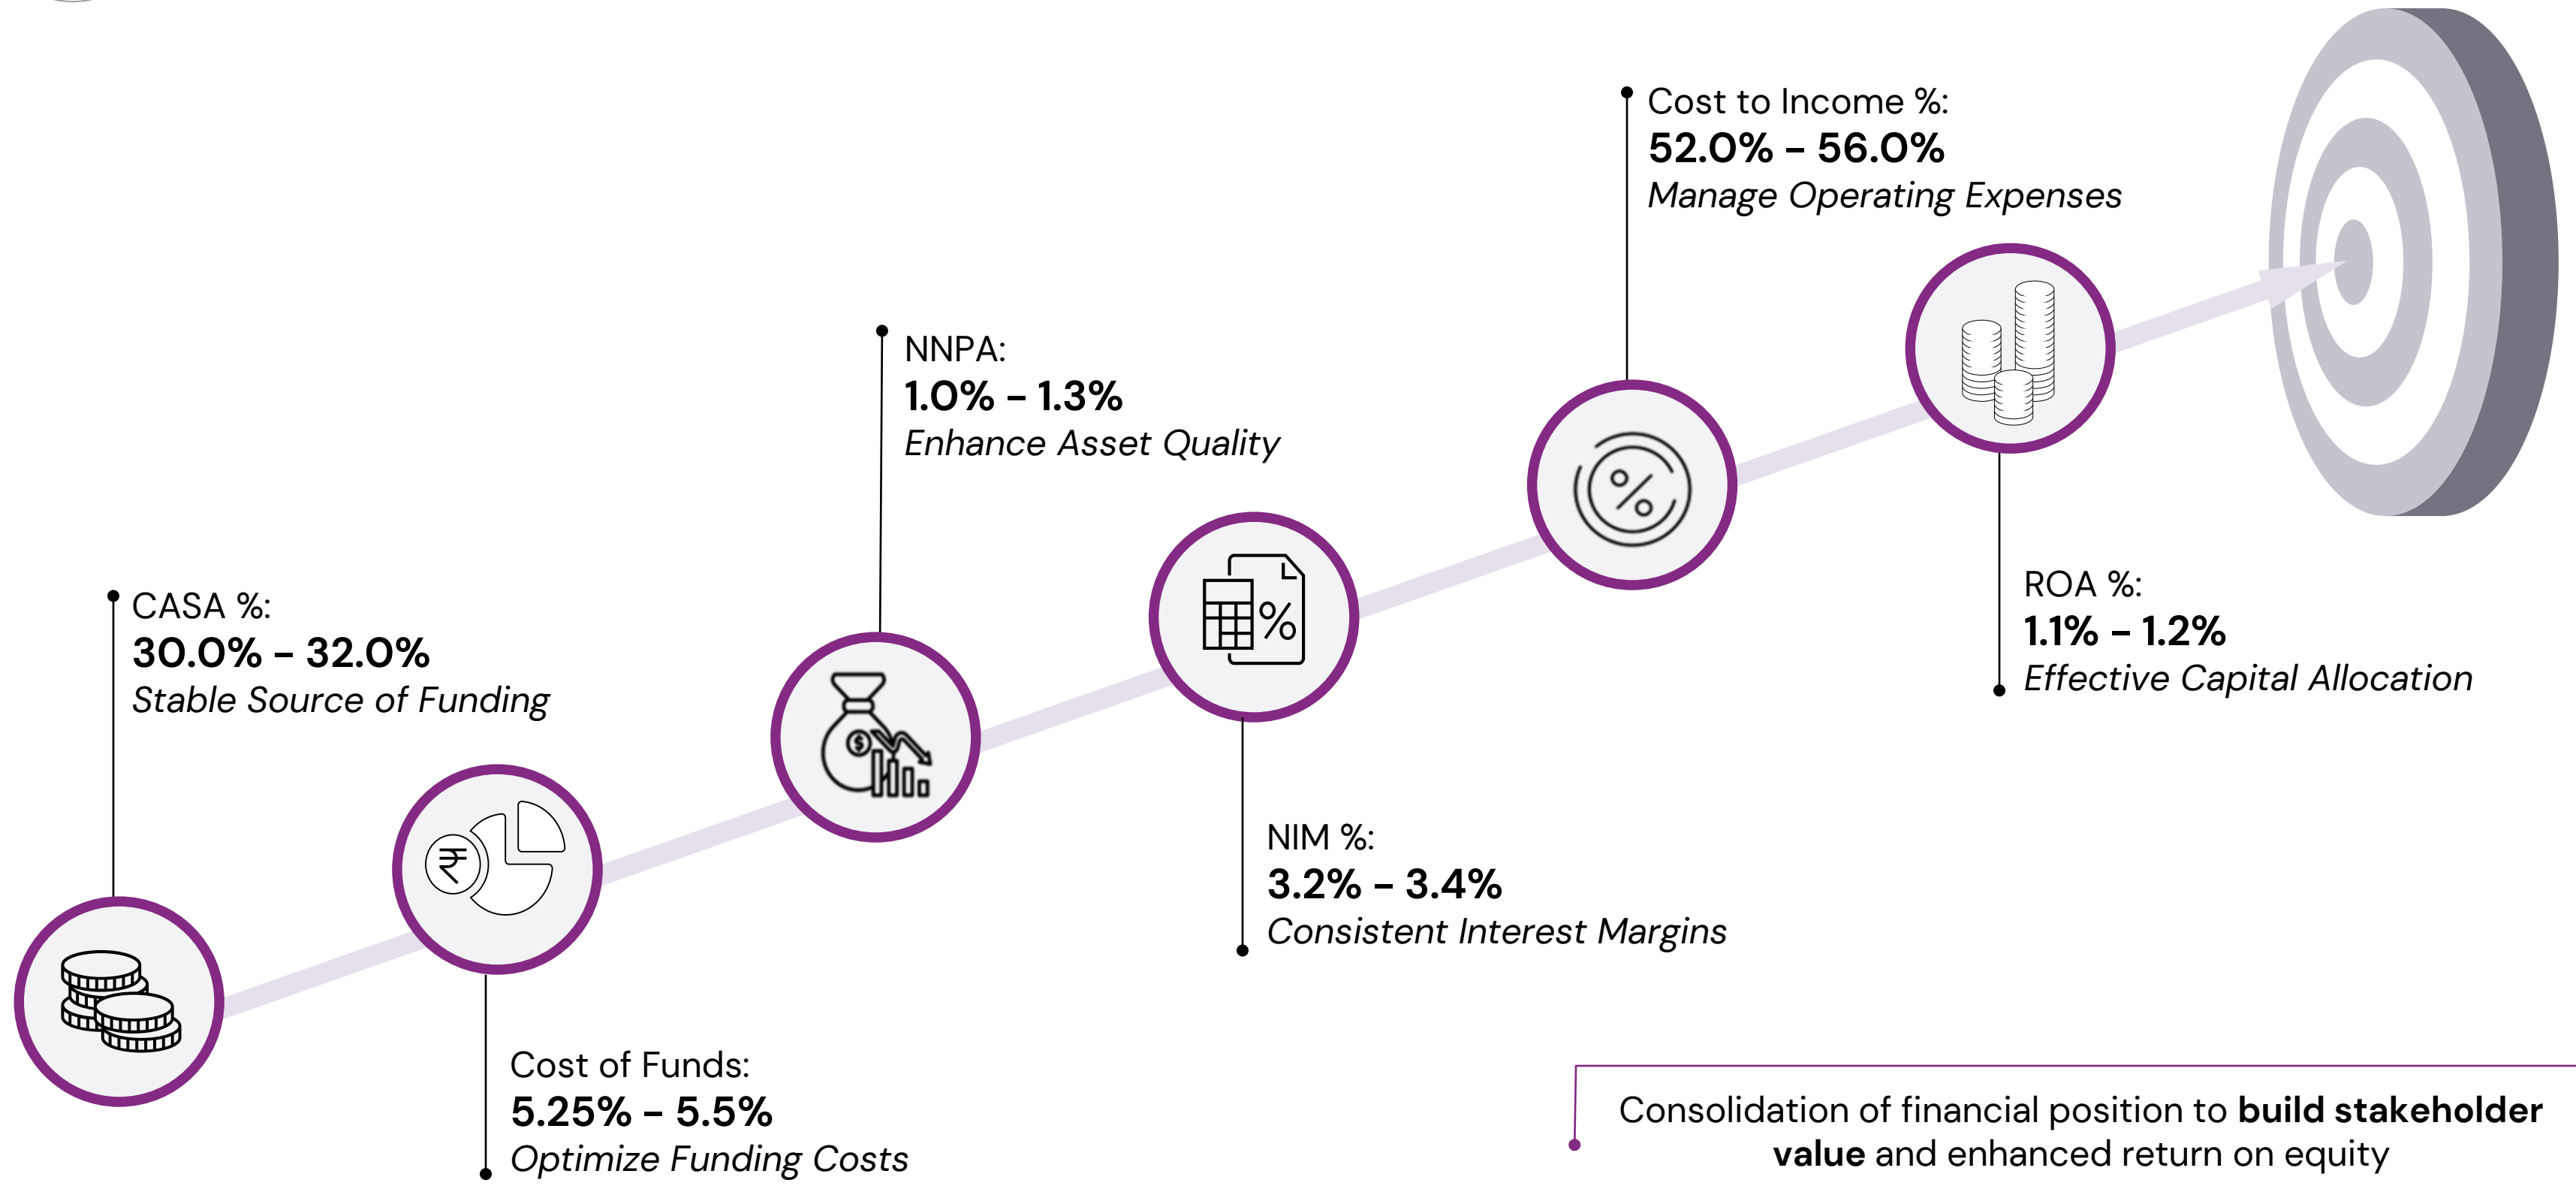 CASA %:
30.0% – 32.0%
Stable Source of Funding
Cost of Funds:
5.25% – 5.5%
Optimize Funding Costs
NNPA:
1.0% – 1.3%
Enhance Asset Quality
NIM %:
3.2% – 3.4%
Consistent Interest Margins
Cost to Income %:
52.0% – 56.0%
Manage Operating Expenses
ROA %:
1.1% – 1.2%
Effective Capital Allocation
Consolidation of financial position to build stakeholder
value and enhanced return on equity
₹
$
%
%